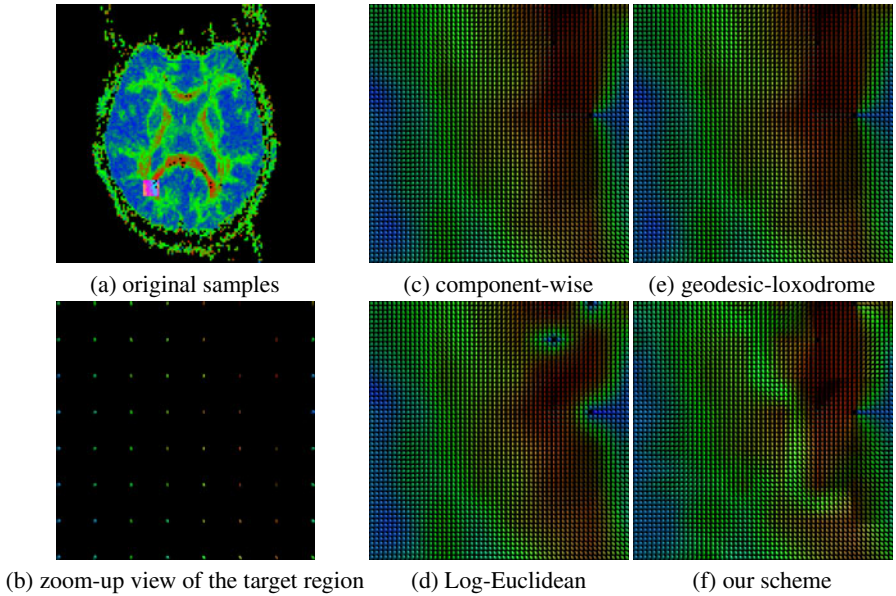 (a) original samples
(c) component-wise
(e) geodesic-loxodrome
(b) zoom-up view of the target region
(d) Log-Euclidean
(f) our scheme